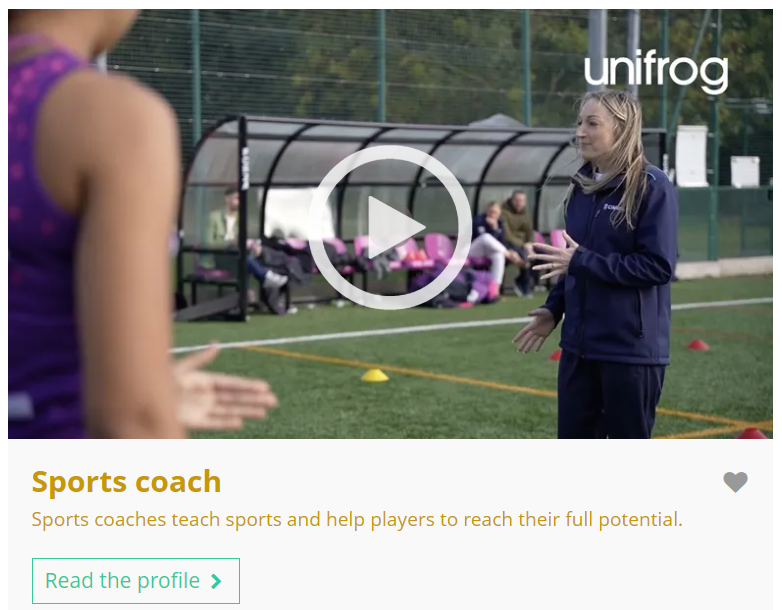 unifrog
Sports coach
Sports coaches teach sports and help players to reach their full potential.
Read the profile